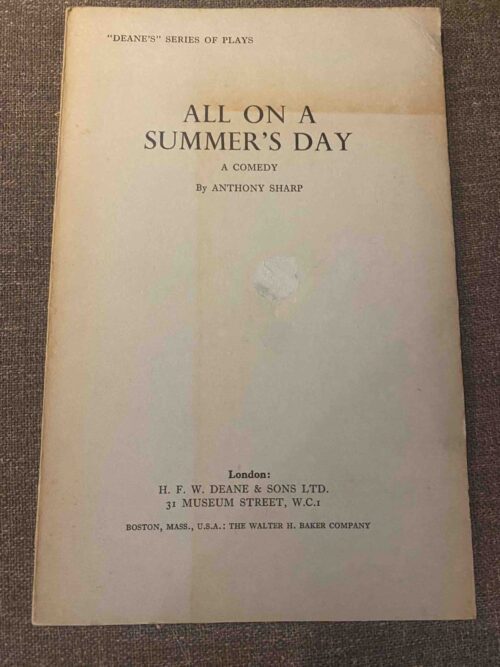 "DEANE'S" SERIES OF PLAYS
ALL ON A
SUMMER'S DAY
A COMEDY
By ANTHONY SHARP
London:
H. F. W. DEANE & SONS LTD.
31 MUSEUM STREET, W.C.1
BOSTON, MASS., U.S.A.: THE WALTER H. BAKER COMPANY